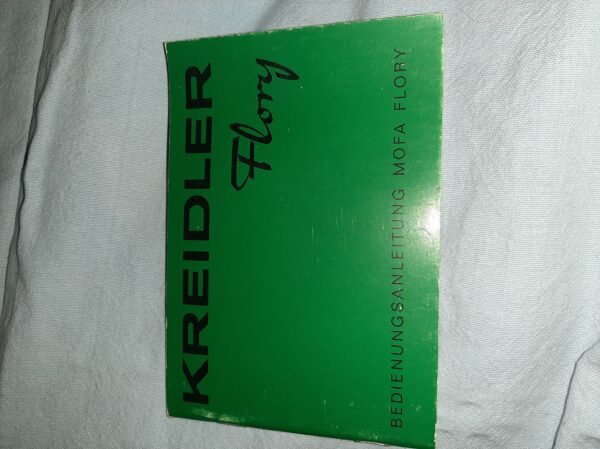 KREIDLER
Flory
BEDIENUNGSANLEITUNG MOFA FLORY